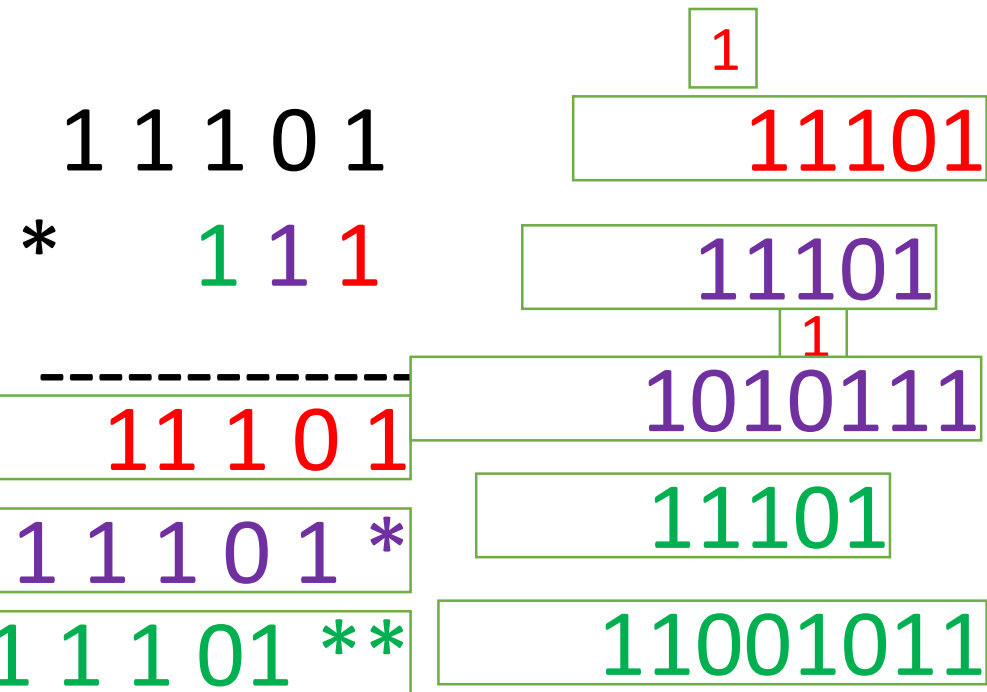 1 1 1 0 1
* 1 1 1
-------------
11 1 0 1
1 1 1 0 1 *
1 1 1 01 **
1
11101
11101
1
1010111
11101
11001011